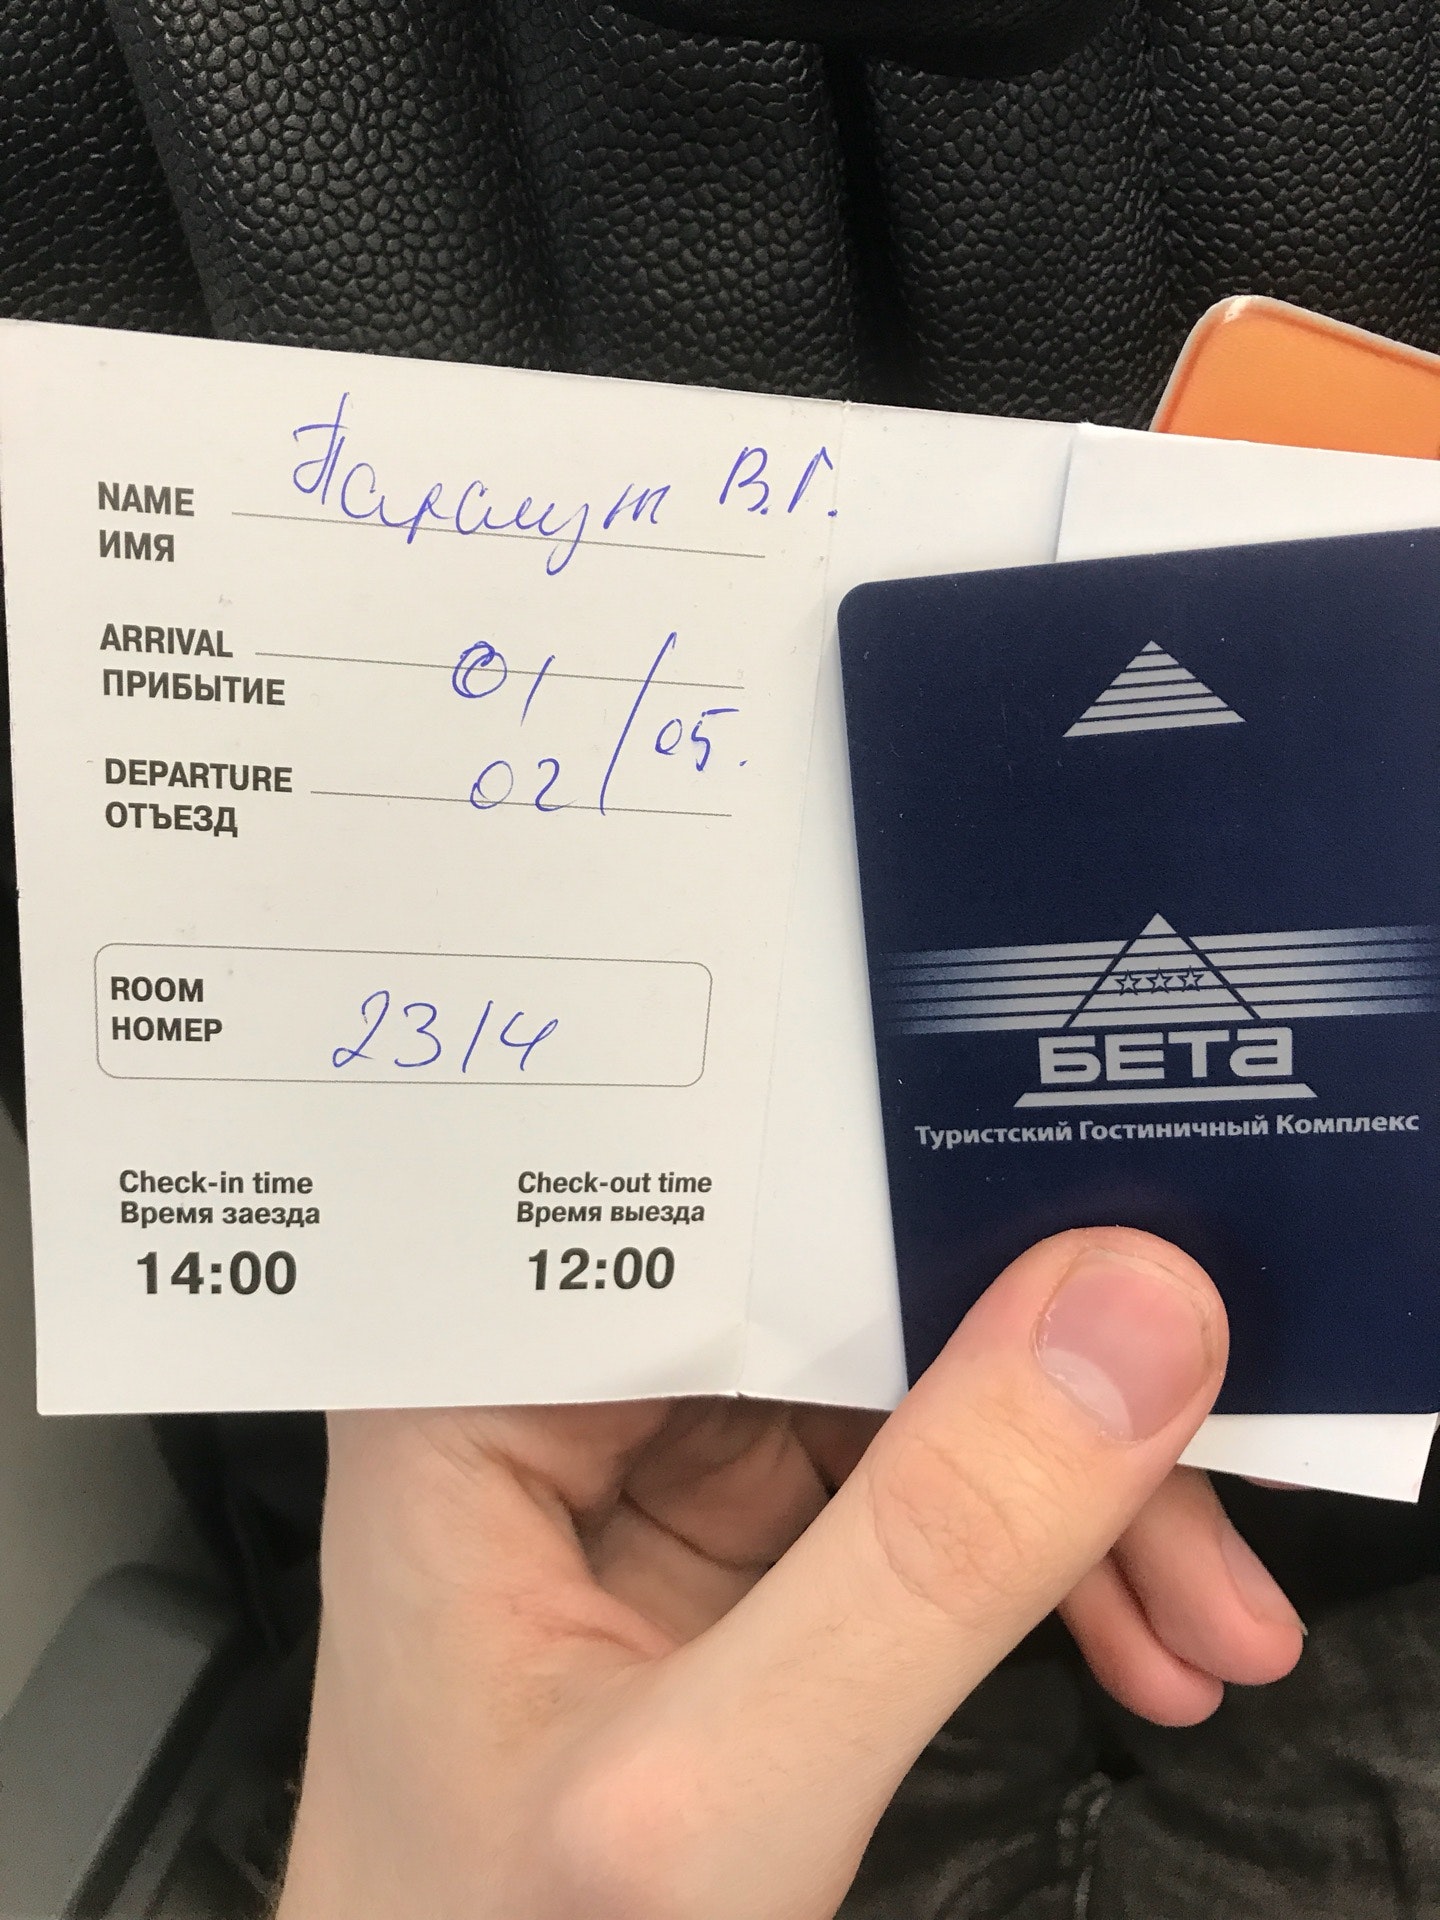 NAME
ИМЯ
В.Г.
ARRIVAL
ПРИБЫТИЕ
01
/ 05.
DEPARTURE
ОТЪЕЗД
02
ROOM
НОМЕР
2314
Check-in time
Время заезда
14:00
Check-out time
Время выезда
12:00
БЕТА
Туристский Гостиничный Комплекс